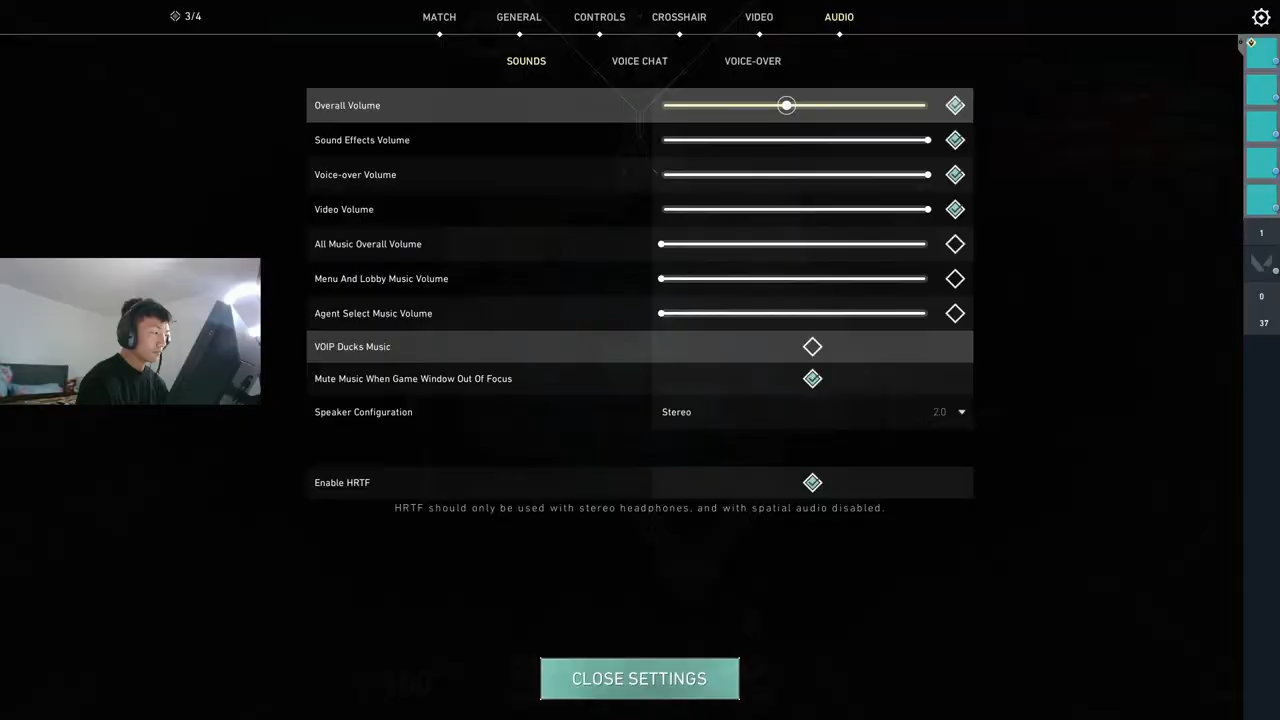 3/4
MATCH GENERAL CONTROLS CROSSHAIR VIDEO AUDIO
SOUNDS VOICE CHAT VOICE-OVER
Overall Volume
Sound Effects Volume
Voice-over Volume
Video Volume
All Music Overall Volume
Menu And Lobby Music Volume
Agent Select Music Volume
VOIP Ducks Music
Mute Music When Game Window Out Of Focus
Speaker Configuration Stereo 2.0
Enable HRTF
HRTF should only be used with stereo headphones, and with spatial audio disabled.
CLOSE SETTINGS
1
0
37